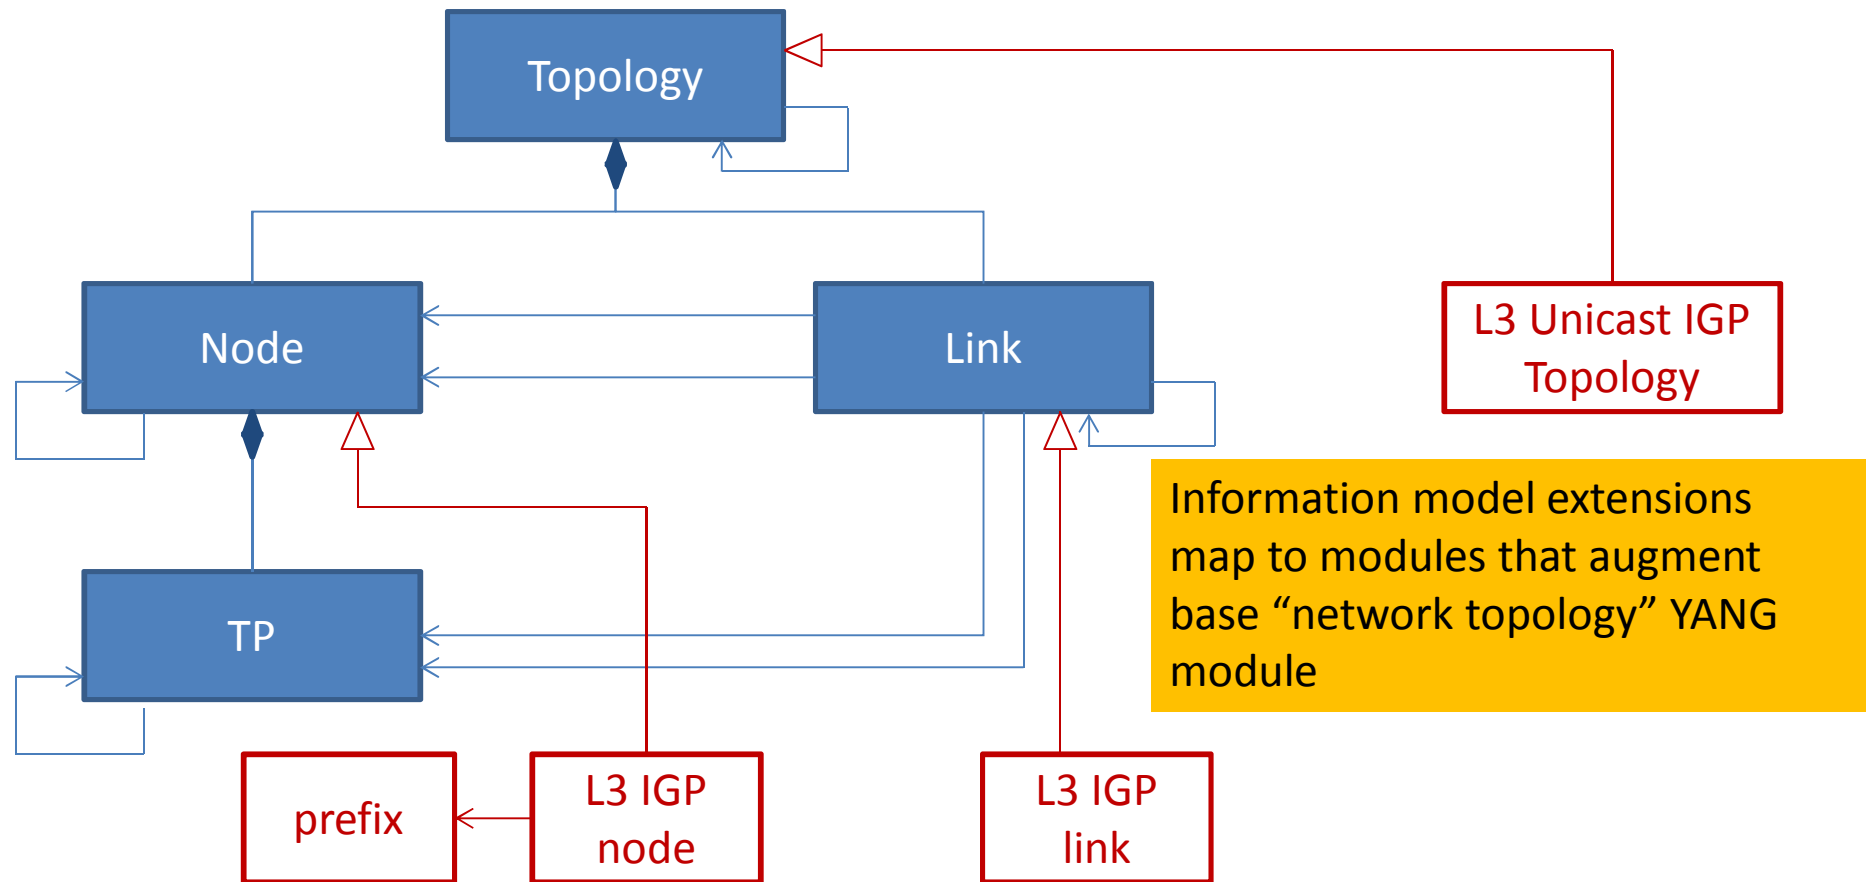 Topology
Node
Link
L3 Unicast IGP
Topology
Information model extensions
map to modules that augment
base “network topology” YANG
module
TP
prefix
L3 IGP
node
L3 IGP
link